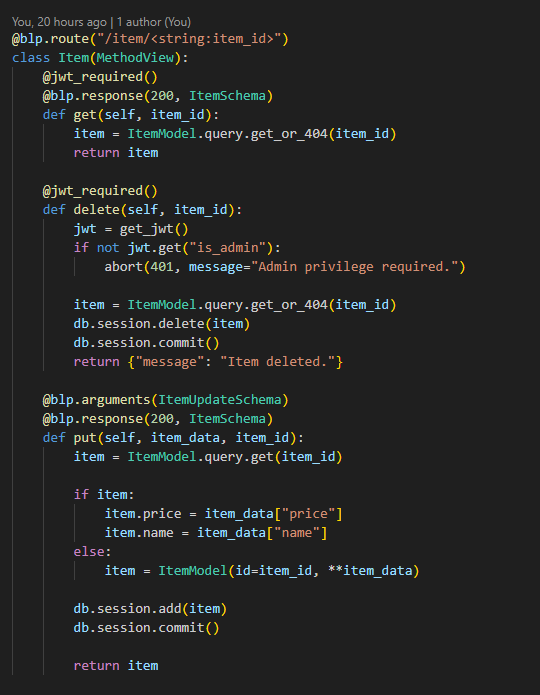 You, 20 hours ago | 1 author (You)
@blp.route("/item/<string:item_id>")
class Item(MethodView):
    @jwt_required()
    @blp.response(200, ItemSchema)
    def get(self, item_id):
        item = ItemModel.query.get_or_404(item_id)
        return item

    @jwt_required()
    def delete(self, item_id):
        jwt = get_jwt()
        if not jwt.get("is_admin"):
            abort(401, message="Admin privilege required.")

        item = ItemModel.query.get_or_404(item_id)
        db.session.delete(item)
        db.session.commit()
        return {"message": "Item deleted."}

    @blp.arguments(ItemUpdateSchema)
    @blp.response(200, ItemSchema)
    def put(self, item_data, item_id):
        item = ItemModel.query.get(item_id)

        if item:
            item.price = item_data["price"]
            item.name = item_data["name"]
        else:
            item = ItemModel(id=item_id, **item_data)

        db.session.add(item)
        db.session.commit()

        return item